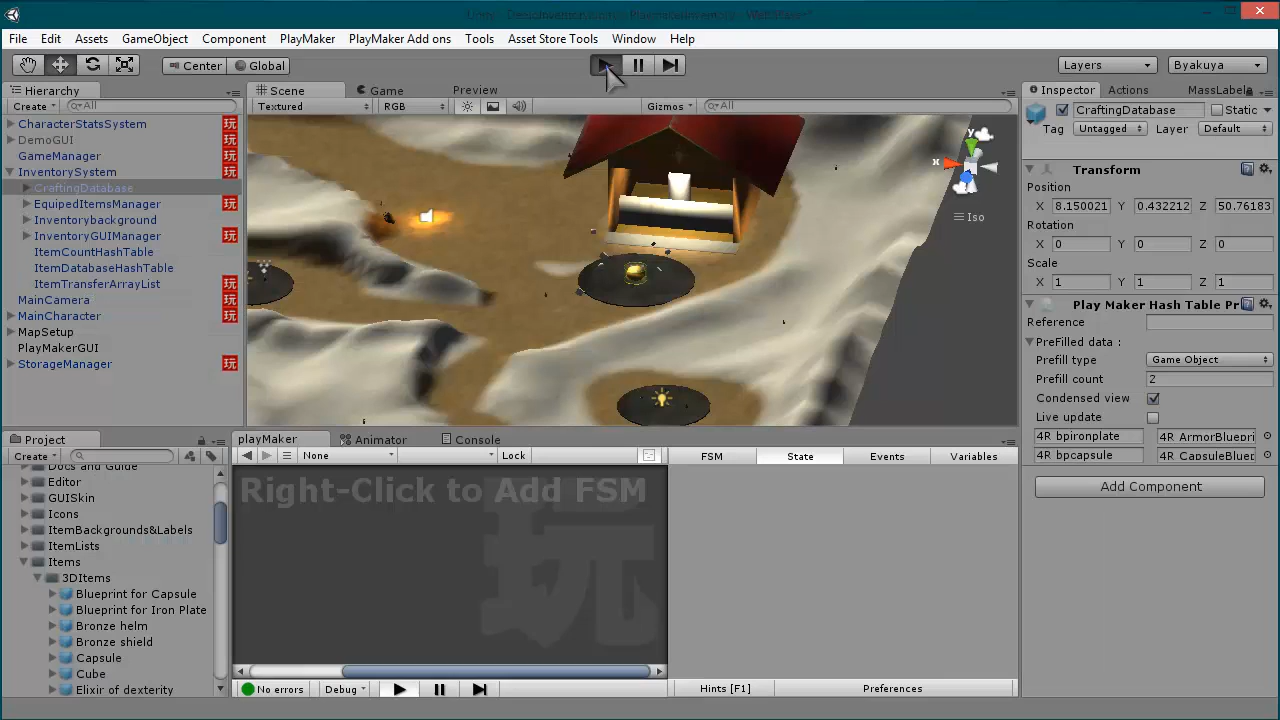 File Edit Assets GameObject Component PlayMaker PlayMaker Add ons Tools Asset Store Tools Window Help
Center Global Layers Byakuya
Hierarchy
Create All
CharacterStatsSystem 玩
DemoGUI 玩
GameManager 玩
InventorySystem 玩
CraftingDatabase
EquipedItemsManager 玩
Inventorybackground
InventoryGUIManager 玩
ItemCountHashTable
ItemDatabaseHashTable
ItemTransferArrayList 玩
MainCamera 玩
MainCharacter 玩
MapSetup
PlayMakerGUI
StorageManager 玩
Scene Game Preview
Textured RGB Gizmos All
y
x
Iso
Inspector Actions MassLabel
CraftingDatabase Static
Tag Untagged Layer Default
Transform
Position
X 8.150021 Y 0.432212 Z 50.76183
Rotation
X 0 Y 0 Z 0
Scale
X 1 Y 1 Z 1
Play Maker Hash Table Pr
Reference
PreFilled data :
Prefill type Game Object
Prefill count 2
Condensed view
Live update
4R bpironplate 4R ArmorBluepri
4R bpcapsule 4R CapsuleBluep
Add Component
Project
Create
Docs and Guide
Editor
GUISkin
Icons
ItemBackgrounds&Labels
ItemLists
Items
3DItems
Blueprint for Capsule
Blueprint for Iron Plate
Bronze helm
Bronze shield
Capsule
Cube
Elixir of dexterity
playMaker Animator Console
None Lock FSM State Events Variables
Right-Click to Add FSM
玩
No errors Debug Hints [F1] Preferences